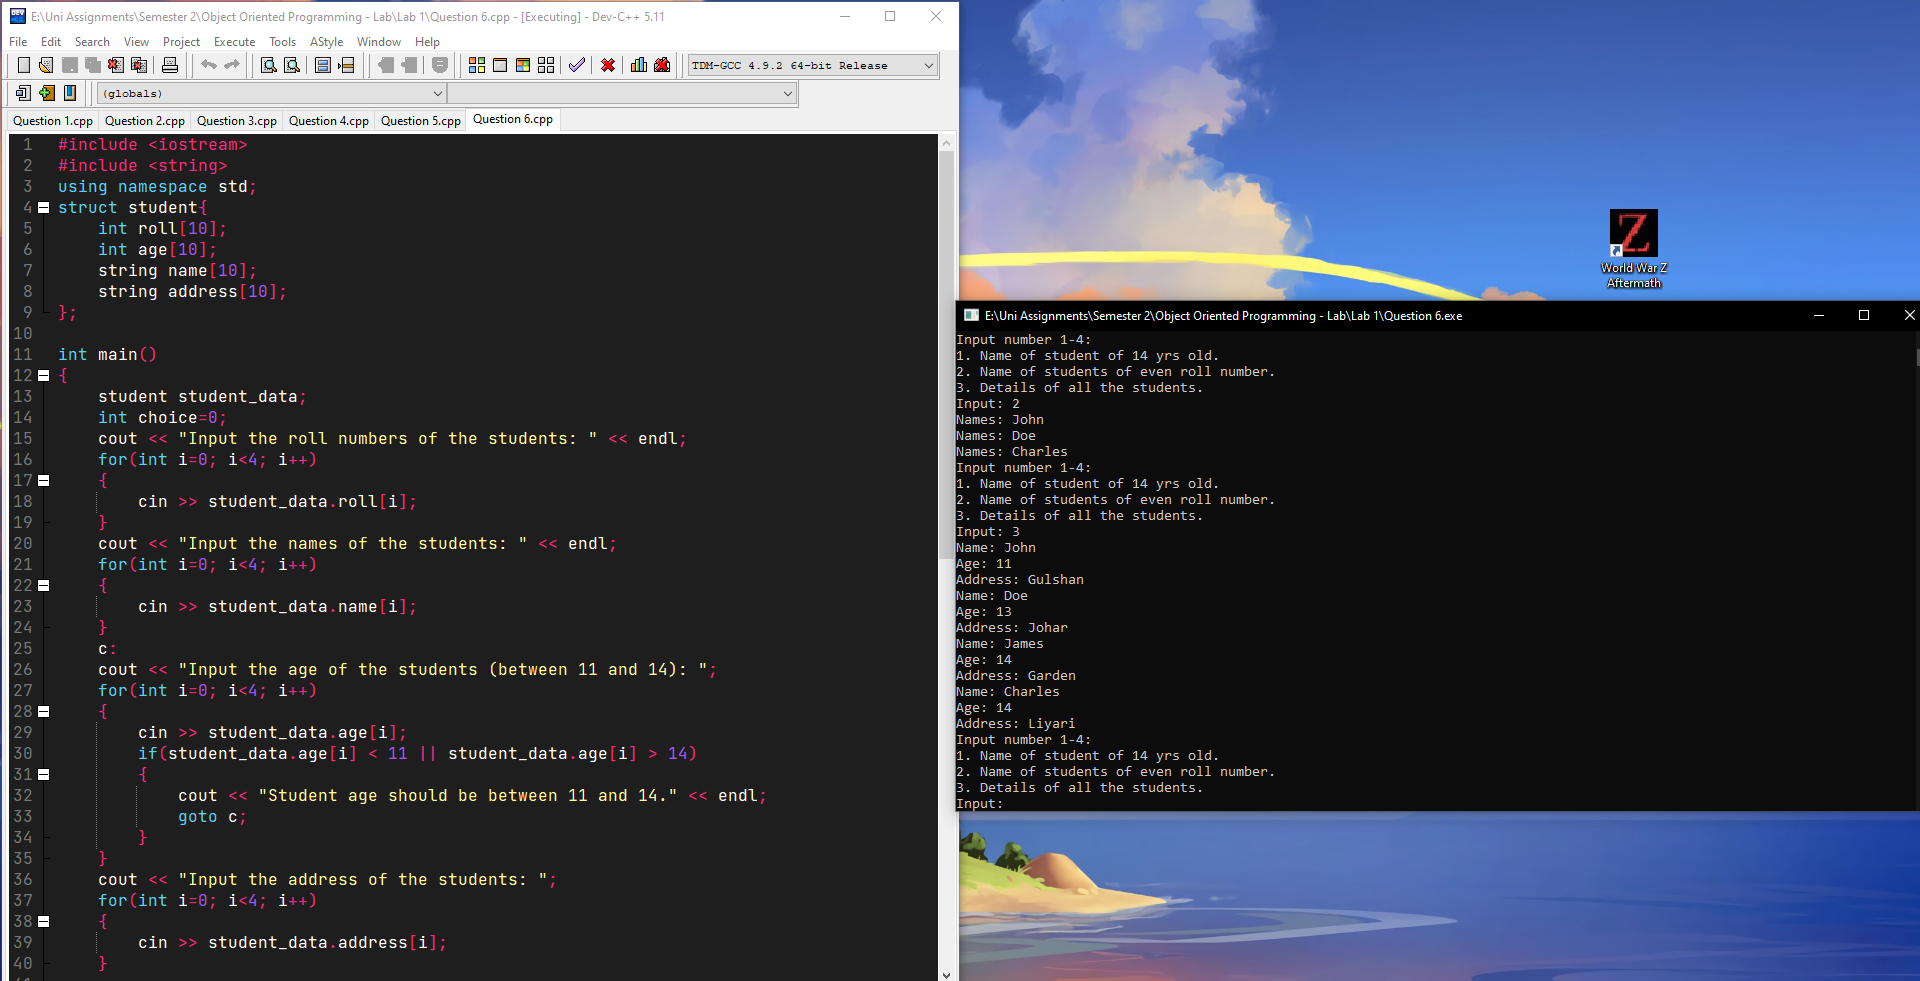 E:\Uni Assignments\Semester 2\Object Oriented Programming - Lab\Lab 1\Question 6.cpp - [Executing] - Dev-C++ 5.11
File Edit Search View Project Execute Tools AStyle Window Help
TDM-GCC 4.9.2 64-bit Release
(globals)
Question 1.cpp Question 2.cpp Question 3.cpp Question 4.cpp Question 5.cpp Question 6.cpp
1 #include <iostream>
2 #include <string>
3 using namespace std;
4 struct student{
5 int roll[10];
6 int age[10];
7 string name[10];
8 string address[10];
9 };
10
11 int main()
12 {
13 student student_data;
14 int choice=0;
15 cout << "Input the roll numbers of the students: " << endl;
16 for(int i=0; i<4; i++)
17 {
18 cin >> student_data.roll[i];
19 }
20 cout << "Input the names of the students: " << endl;
21 for(int i=0; i<4; i++)
22 {
23 cin >> student_data.name[i];
24 }
25 c:
26 cout << "Input the age of the students (between 11 and 14): ";
27 for(int i=0; i<4; i++)
28 {
29 cin >> student_data.age[i];
30 if(student_data.age[i] < 11 || student_data.age[i] > 14)
31 {
32 cout << "Student age should be between 11 and 14." << endl;
33 goto c;
34 }
35 }
36 cout << "Input the address of the students: ";
37 for(int i=0; i<4; i++)
38 {
39 cin >> student_data.address[i];
40 }
World War Z
Aftermath
E:\Uni Assignments\Semester 2\Object Oriented Programming - Lab\Lab 1\Question 6.exe
Input number 1-4:
1. Name of student of 14 yrs old.
2. Name of students of even roll number.
3. Details of all the students.
Input: 2
Names: John
Names: Doe
Names: Charles
Input number 1-4:
1. Name of student of 14 yrs old.
2. Name of students of even roll number.
3. Details of all the students.
Input: 3
Name: John
Age: 11
Address: Gulshan
Name: Doe
Age: 13
Address: Johar
Name: James
Age: 14
Address: Garden
Name: Charles
Age: 14
Address: Liyari
Input number 1-4:
1. Name of student of 14 yrs old.
2. Name of students of even roll number.
3. Details of all the students.
Input: